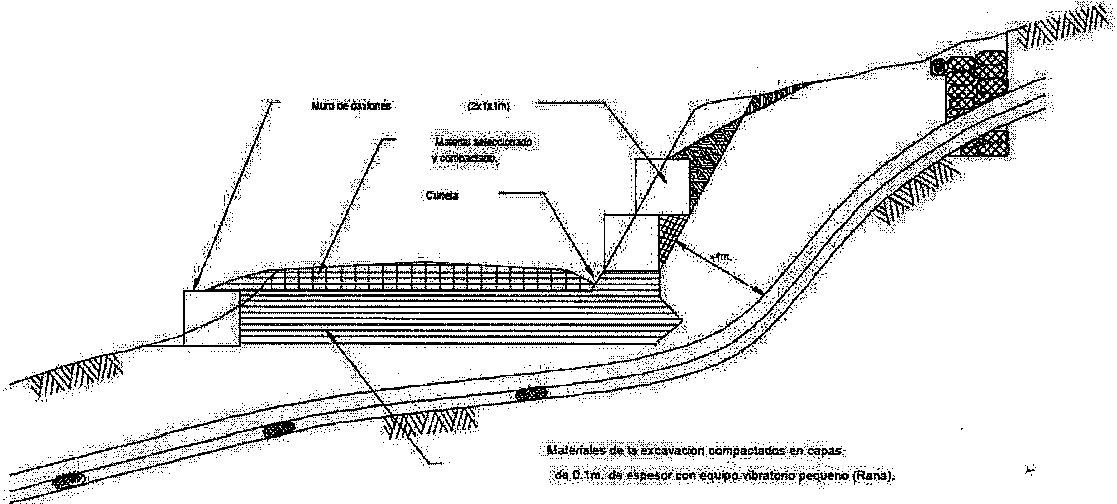 Muro de gaviones
(2x1x1m)
Material seleccionado
y compactado
Cuneta
Materiales de la excavacion compactados en capas
de 0.1m. de espesor con equipo vibratorio pequeno (Rana).